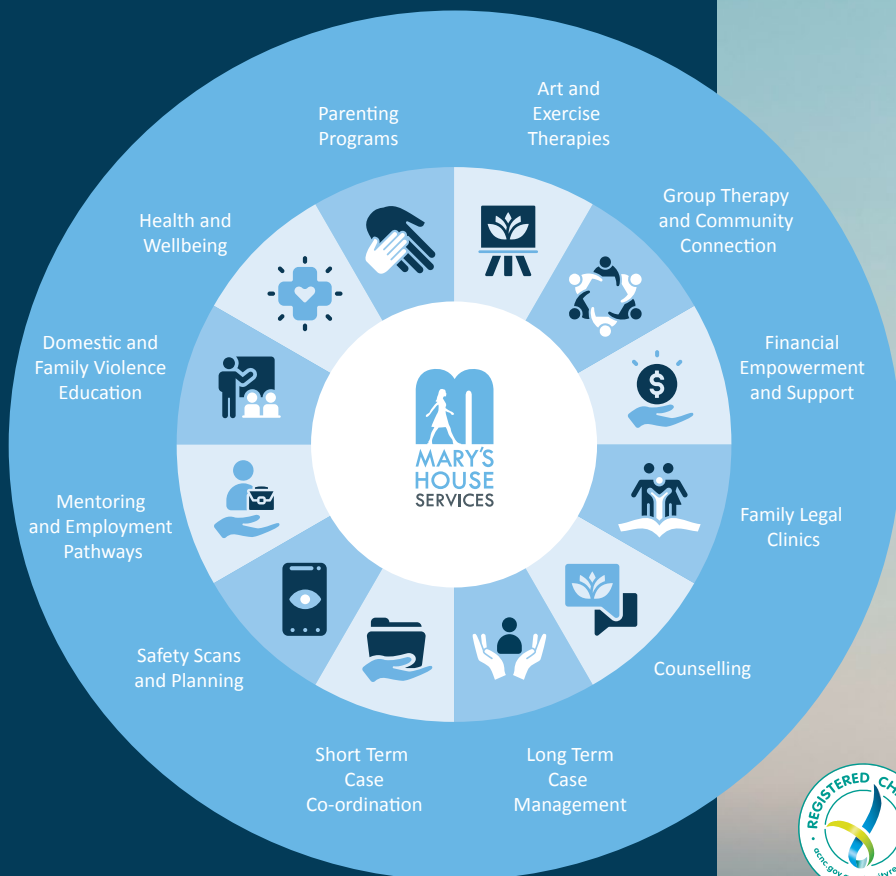 Art and
Exercise
Therapies
Group Therapy
and Community
Connection
Financial
Empowerment
and Support
Family Legal
Clinics
Counselling
Long Term
Case
Management
Short Term
Case
Co-ordination
Safety Scans
and Planning
Mentoring
and Employment
Pathways
Domestic and
Family Violence
Education
Health and
Wellbeing
Parenting
Programs
$
MARY'S
HOUSE
SERVICES
REGISTERED